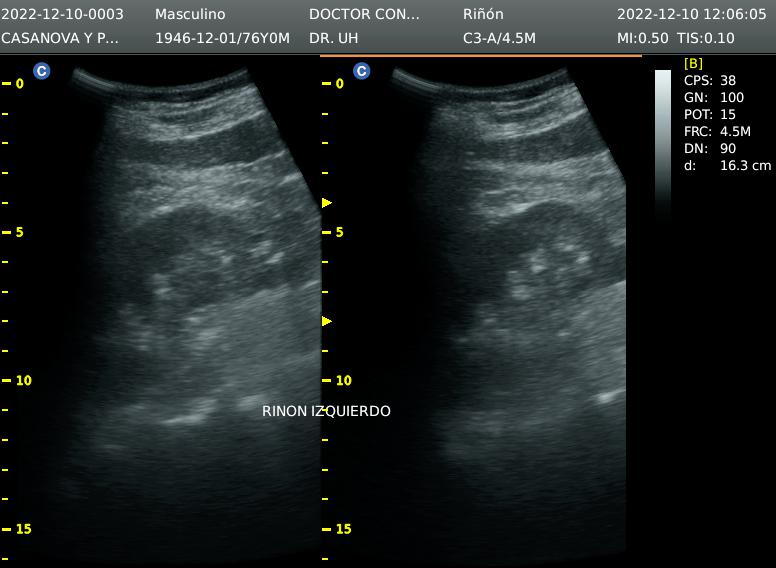 2022-12-10-0003 Masculino DOCTOR CON... Riñón 2022-12-10 12:06:05
CASANOVA Y P... 1946-12-01/76Y0M DR. UH C3-A/4.5M MI:0.50 TIS:0.10
C C
[B]
0 0
CPS: 38
GN: 100
POT: 15
FRC: 4.5M
DN: 90
d: 16.3 cm
5 5
10 10
RINON IZQUIERDO
15 15